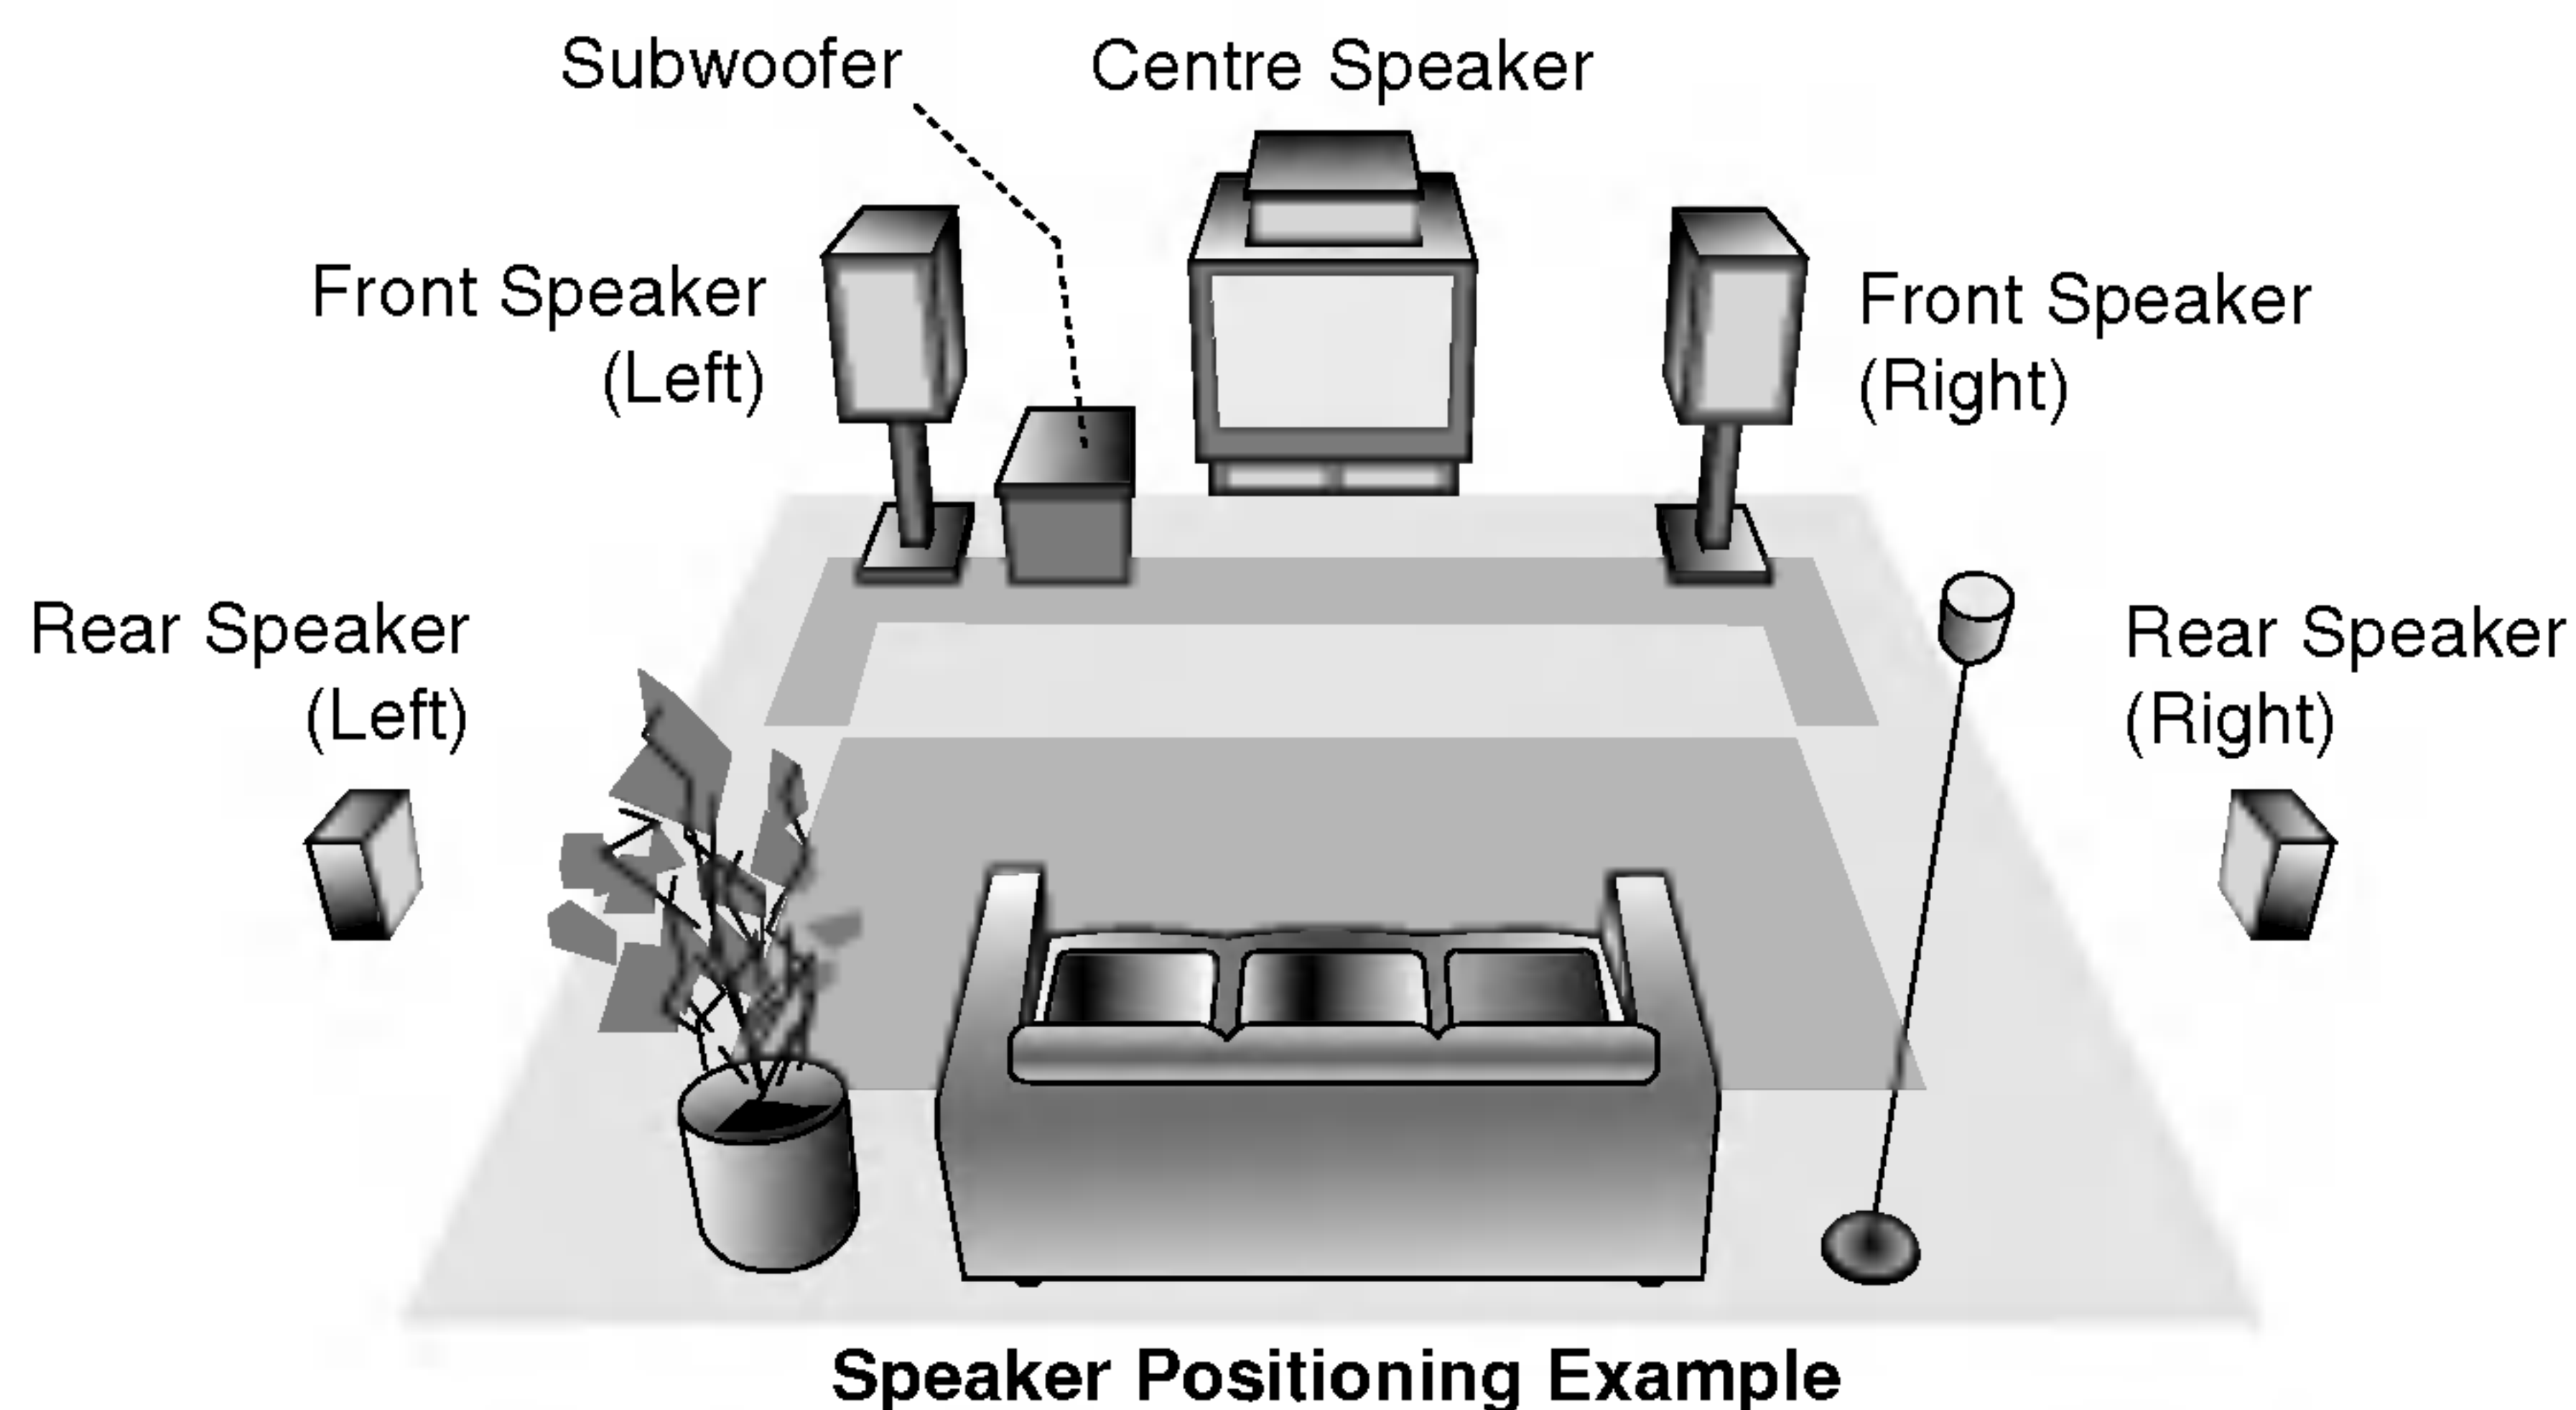 Subwoofer
Centre Speaker
Front Speaker
(Left)
Front Speaker
(Right)
Rear Speaker
(Left)
Rear Speaker
(Right)
Speaker Positioning Example